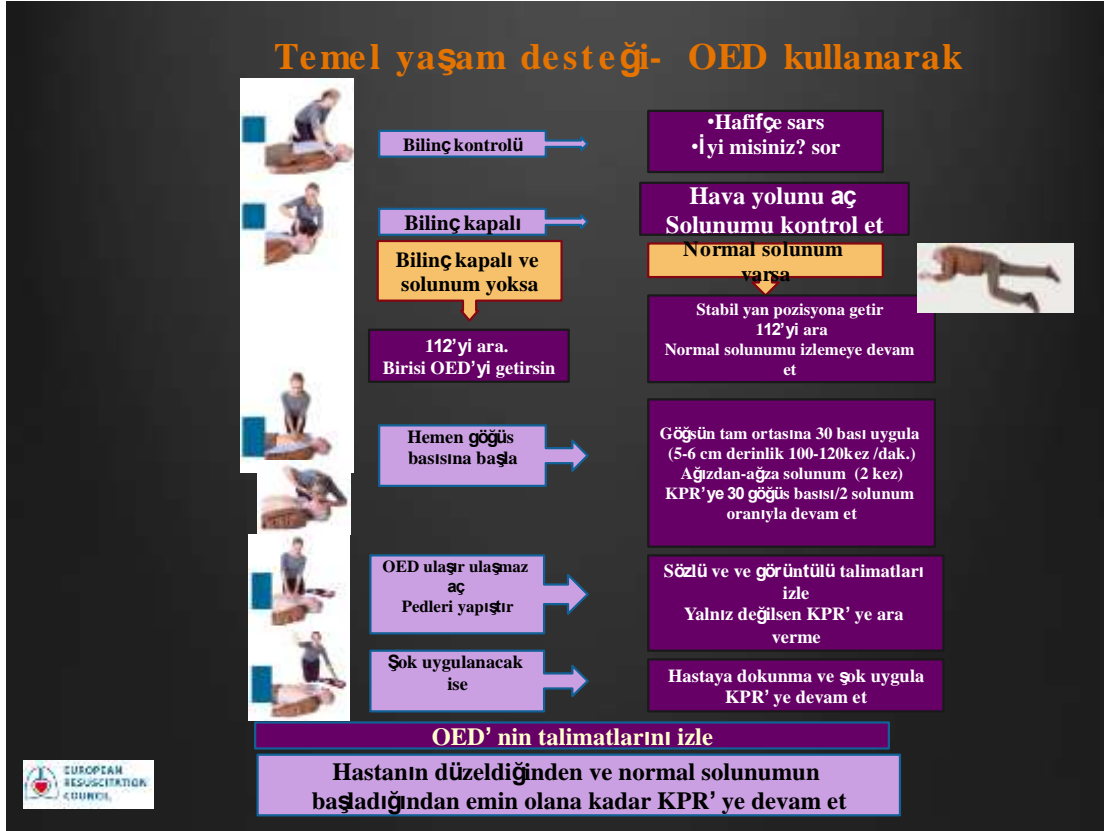 Temel yaşam desteği- OED kullanarak
Bilinç kontrolü
•Hafifçe sars
•İyi misiniz? sor
Bilinç kapalı
Hava yolunu aç
Solunumu kontrol et
Bilinç kapalı ve
solunum yoksa
Normal solunum
varsa
112’yi ara.
Birisi OED’yi getirsin
Stabil yan pozisyona getir
112’yi ara
Normal solunumu izlemeye devam
et
Hemen göğüs
basısına başla
Göğsün tam ortasına 30 bası uygula
(5-6 cm derinlik 100-120kez /dak.)
Ağızdan-ağza solunum (2 kez)
KPR’ye 30 göğüs basısı/2 solunum
oranıyla devam et
OED ulaşır ulaşmaz
aç
Pedleri yapıştır
Sözlü ve ve görüntülü talimatları
izle
Yalnız değilsen KPR’ ye ara
verme
Şok uygulanacak
ise
Hastaya dokunma ve şok uygula
KPR’ ye devam et
OED’ nin talimatlarını izle
Hastanın düzeldiğinden ve normal solunumun
başladığından emin olana kadar KPR’ ye devam et
EUROPEAN
RESUSCITATION
COUNCIL